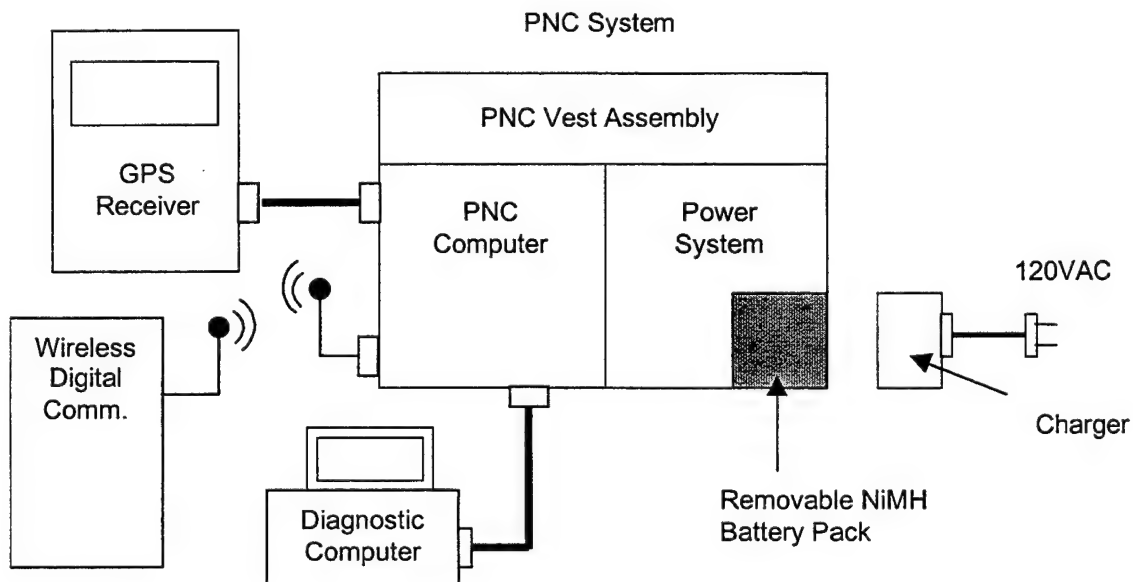 PNC System
PNC Vest Assembly
GPS
Receiver
PNC
Computer
Power
System
120VAC
Wireless
Digital
Comm.
Charger
Removable NiMH
Battery Pack
Diagnostic
Computer